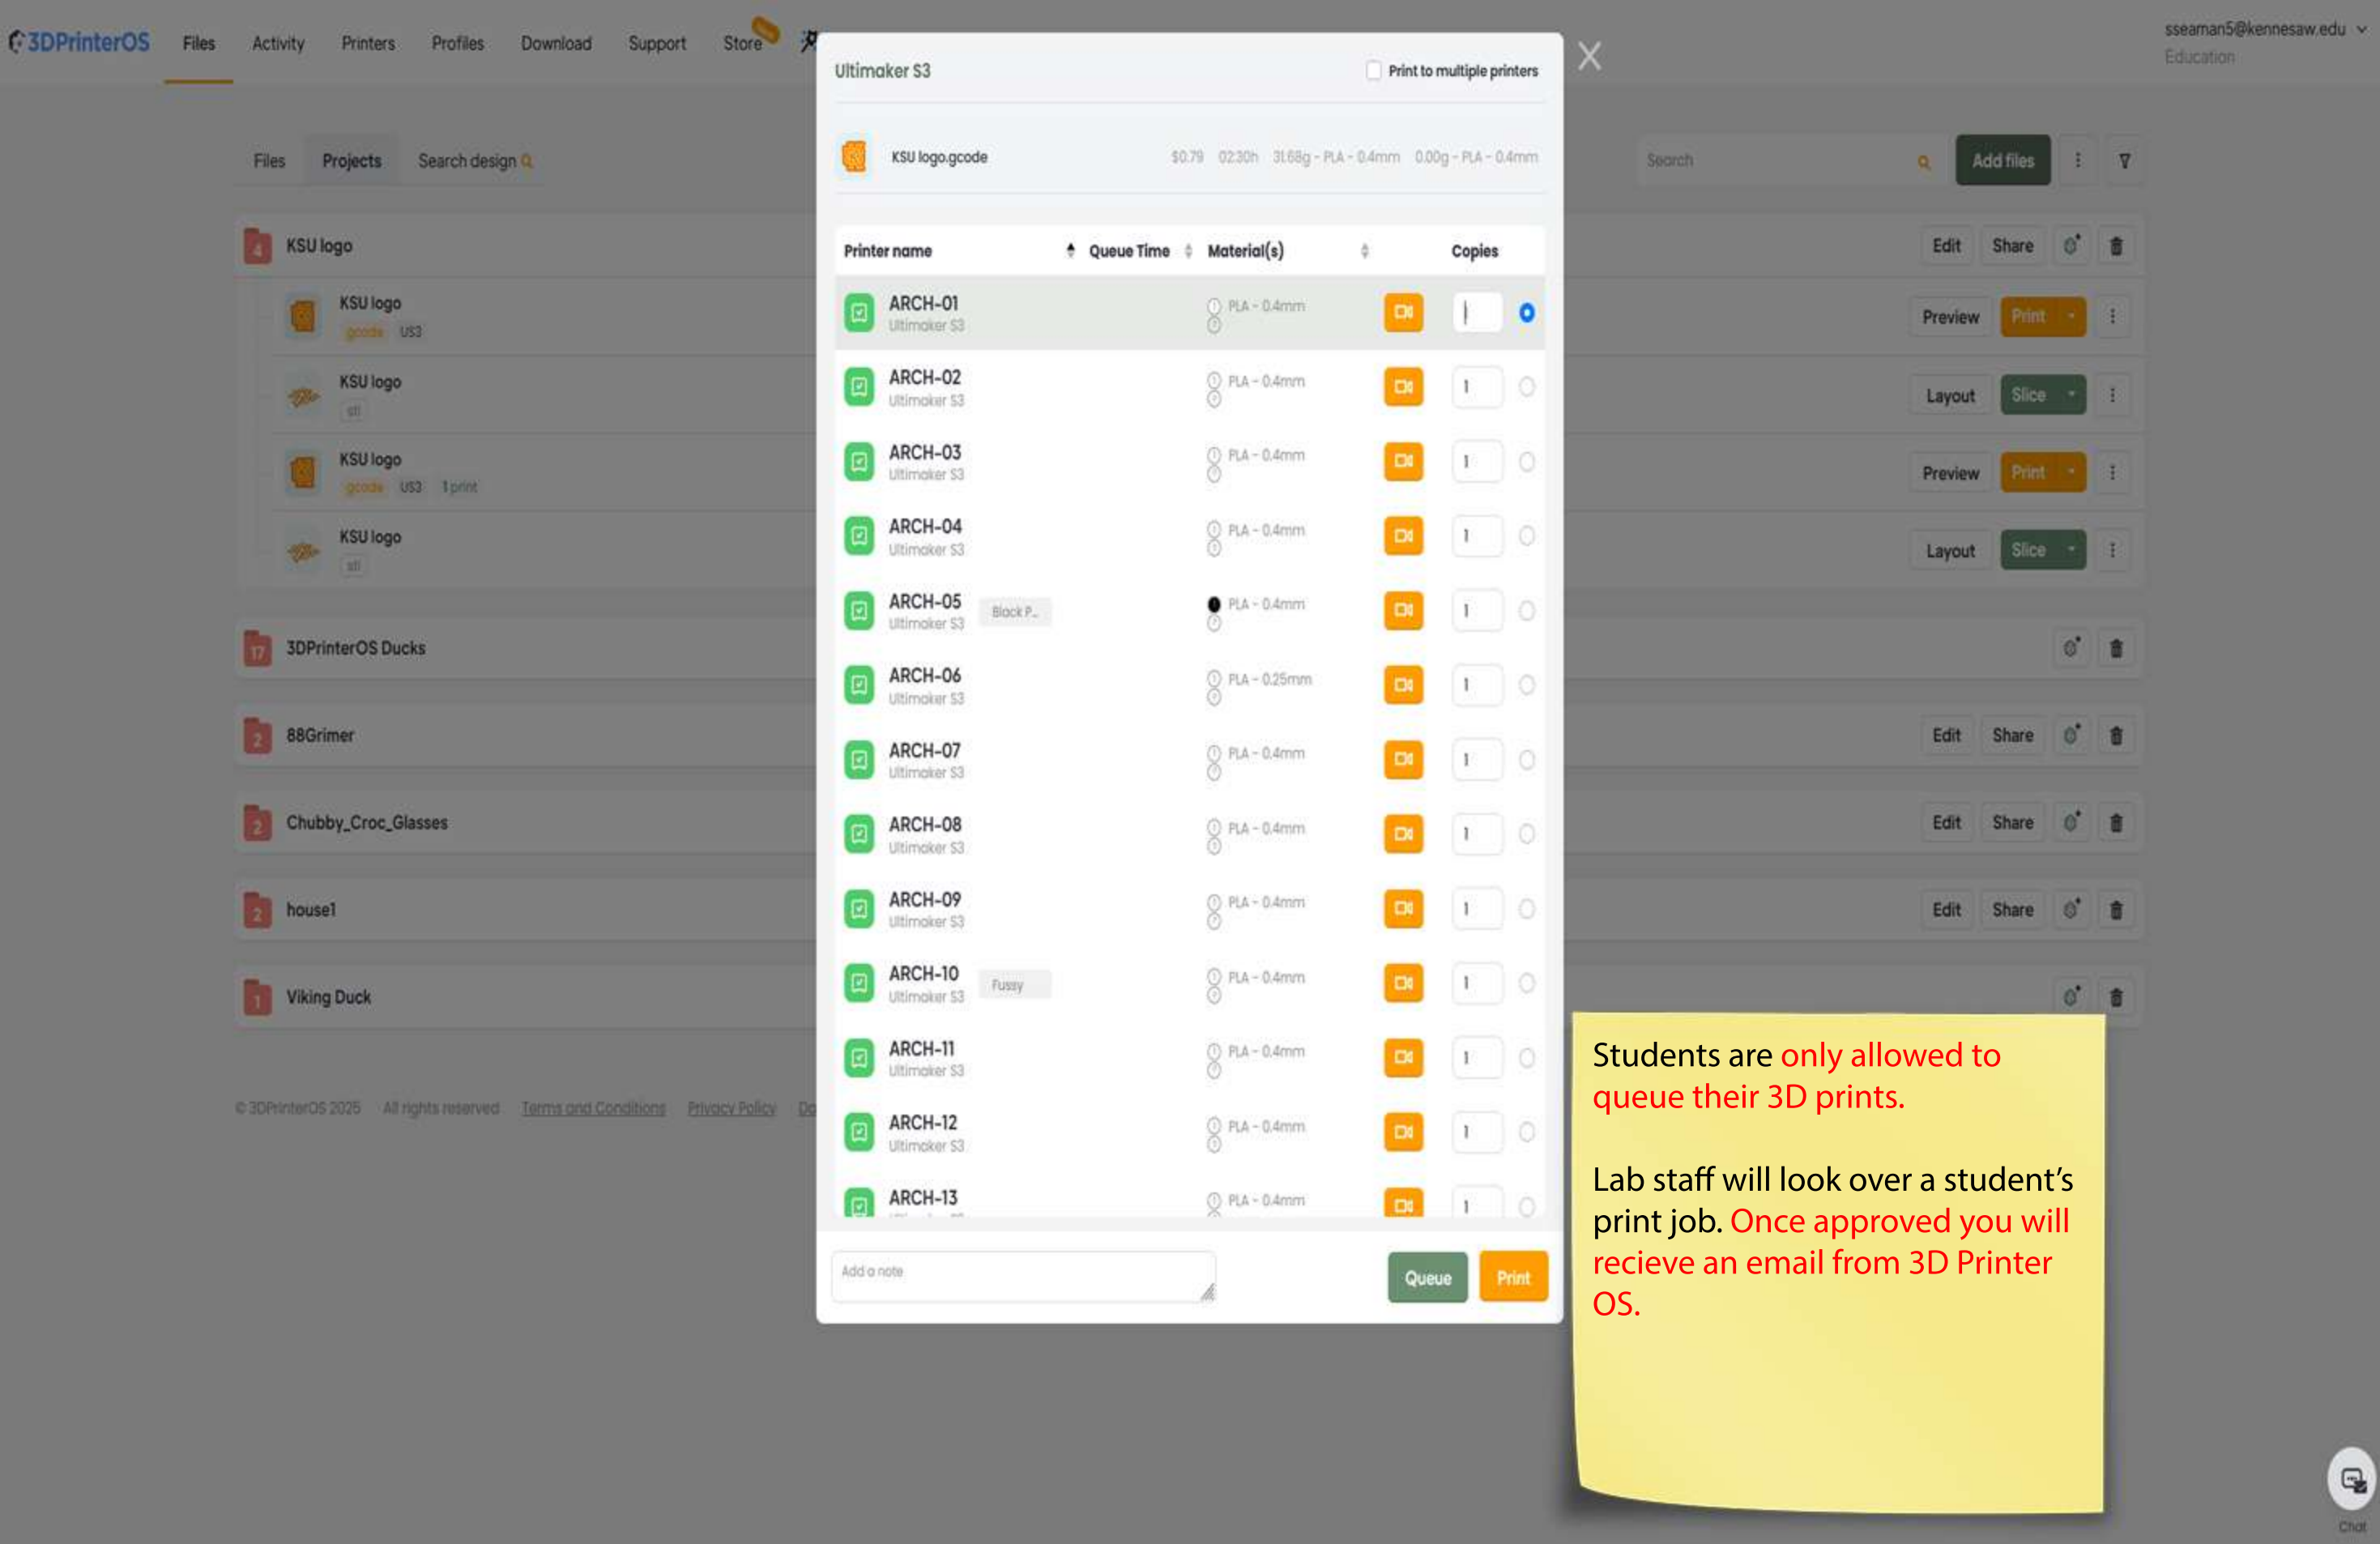 3DPrinterOS Files Activity Printers Profiles Download Support Store
sseaman5@kennesaw.edu
Education
Ultimaker S3 Print to multiple printers
X
Files Projects Search design
KSU logo.gcode $0.79 02:30h 31.68g - PLA - 0.4mm 0.00g - PLA - 0.4mm
Search Add files
4 KSU logo
Edit Share
Printer name Queue Time Material(s) Copies
KSU logo
gcode US3
Preview Print
KSU logo
stl
Layout Slice
KSU logo
gcode US3 1 print
Preview Print
KSU logo
stl
Layout Slice
17 3DPrinterOS Ducks
2 88Grimer
Edit Share
2 Chubby_Croc_Glasses
Edit Share
2 house1
Edit Share
1 Viking Duck
© 3DPrinterOS 2025 All rights reserved Terms and Conditions Privacy Policy Da
ARCH-01 PLA - 0.4mm
Ultimaker S3
ARCH-02 PLA - 0.4mm 1
Ultimaker S3
ARCH-03 PLA - 0.4mm 1
Ultimaker S3
ARCH-04 PLA - 0.4mm 1
Ultimaker S3
ARCH-05 Black P... PLA - 0.4mm 1
Ultimaker S3
ARCH-06 PLA - 0.25mm 1
Ultimaker S3
ARCH-07 PLA - 0.4mm 1
Ultimaker S3
ARCH-08 PLA - 0.4mm 1
Ultimaker S3
ARCH-09 PLA - 0.4mm 1
Ultimaker S3
ARCH-10 Fussy PLA - 0.4mm 1
Ultimaker S3
ARCH-11 PLA - 0.4mm 1
Ultimaker S3
ARCH-12 PLA - 0.4mm 1
Ultimaker S3
ARCH-13 PLA - 0.4mm 1
Add a note
Queue Print
Students are only allowed to
queue their 3D prints.
Lab staff will look over a student’s
print job. Once approved you will
recieve an email from 3D Printer
OS.
Chat